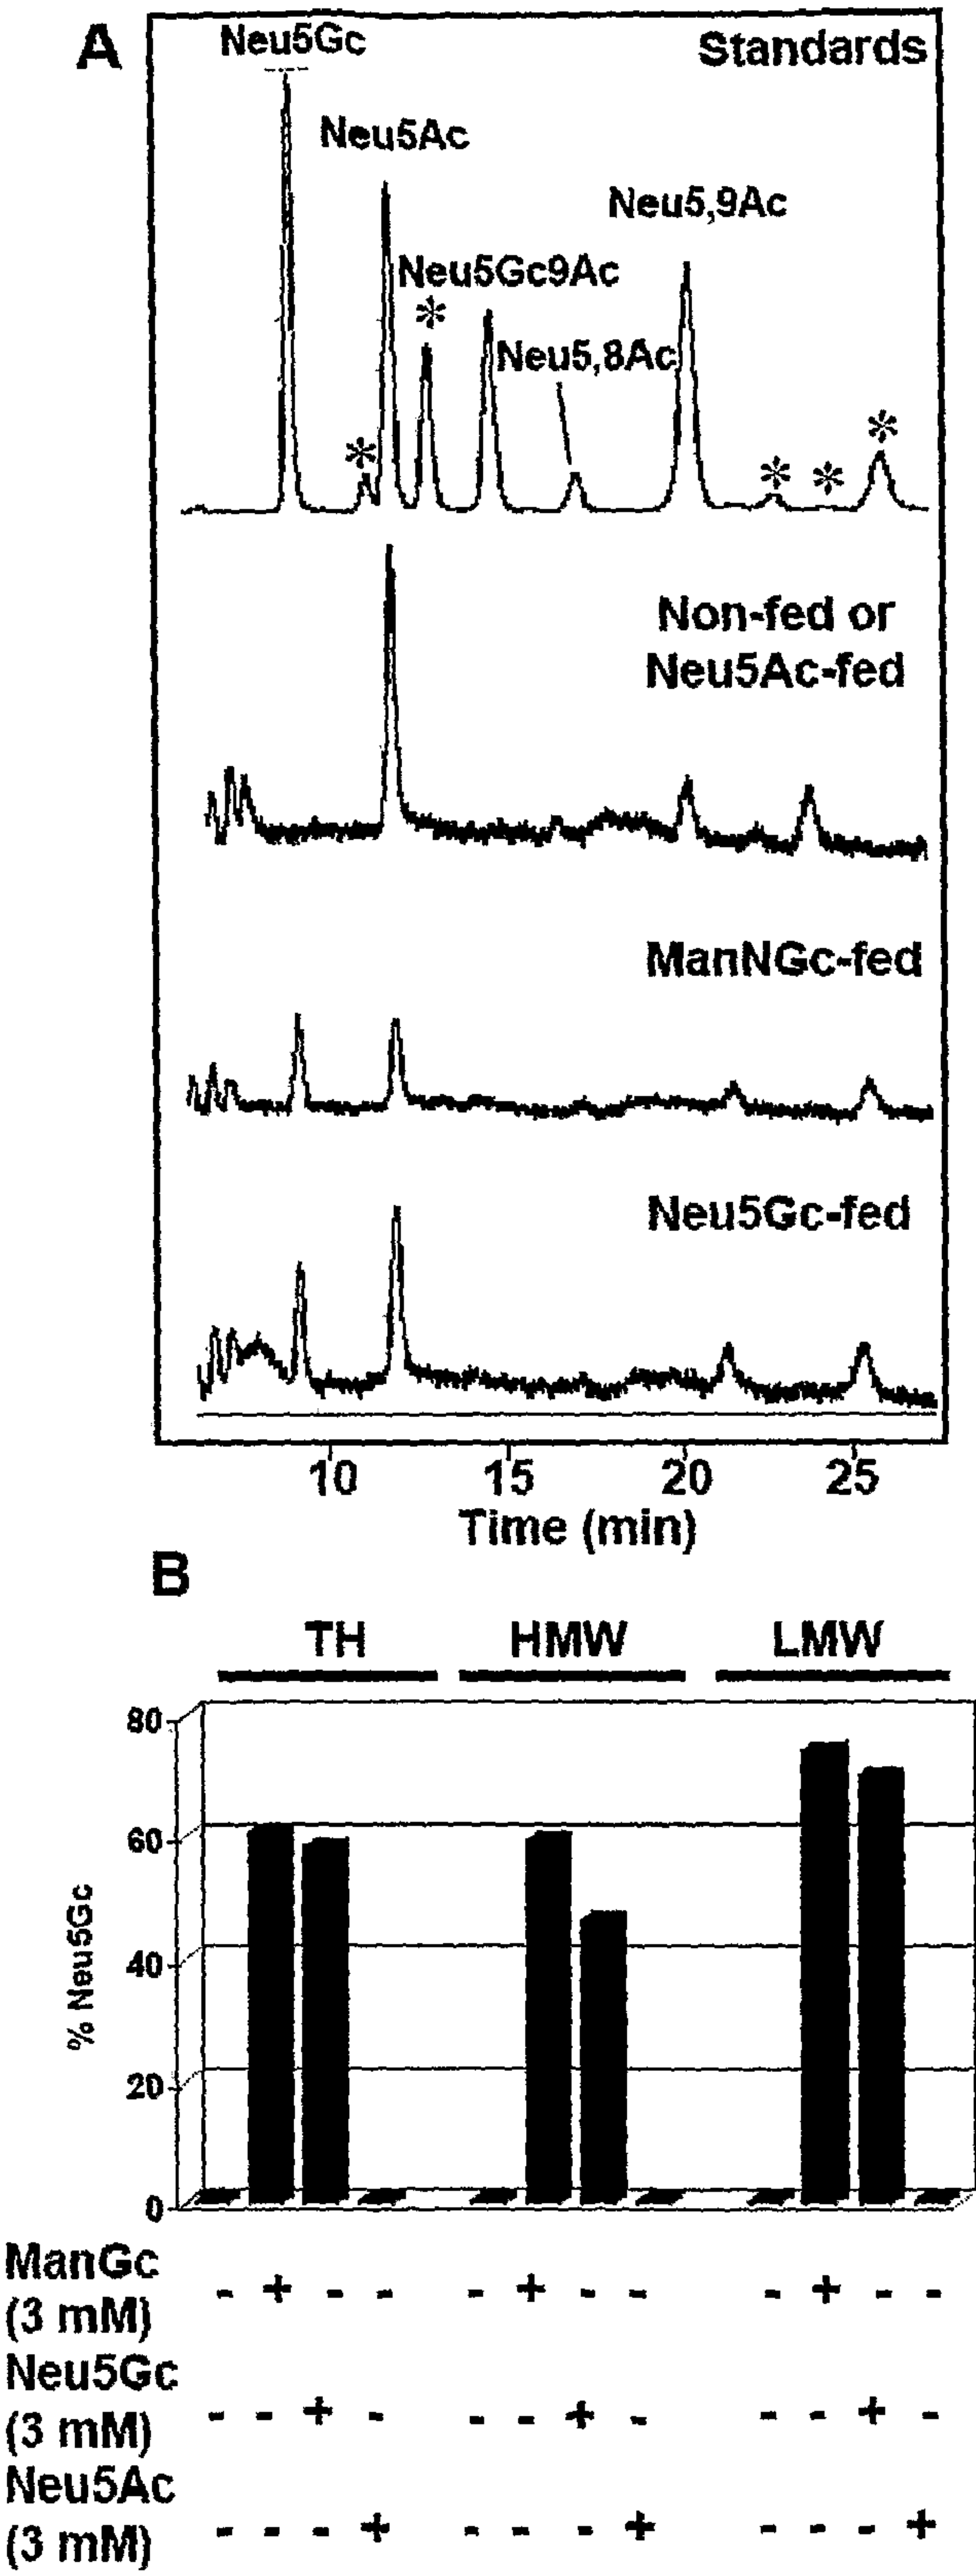 A
Neu5Gc
Standards
Neu5Ac
Neu5,9Ac
Neu5Gc9Ac
*
Neu5,8Ac
* * * *
Non-fed or
Neu5Ac-fed
ManNGc-fed
Neu5Gc-fed
10 15 20 25
Time (min)
B
TH HMW LMW
80
60
40
20
0
% Neu5Gc
ManGc
(3 mM) - + - - - + - - - + - -
Neu5Gc
(3 mM) - - + - - - + - - - + -
Neu5Ac
(3 mM) - - - + - - - + - - - +